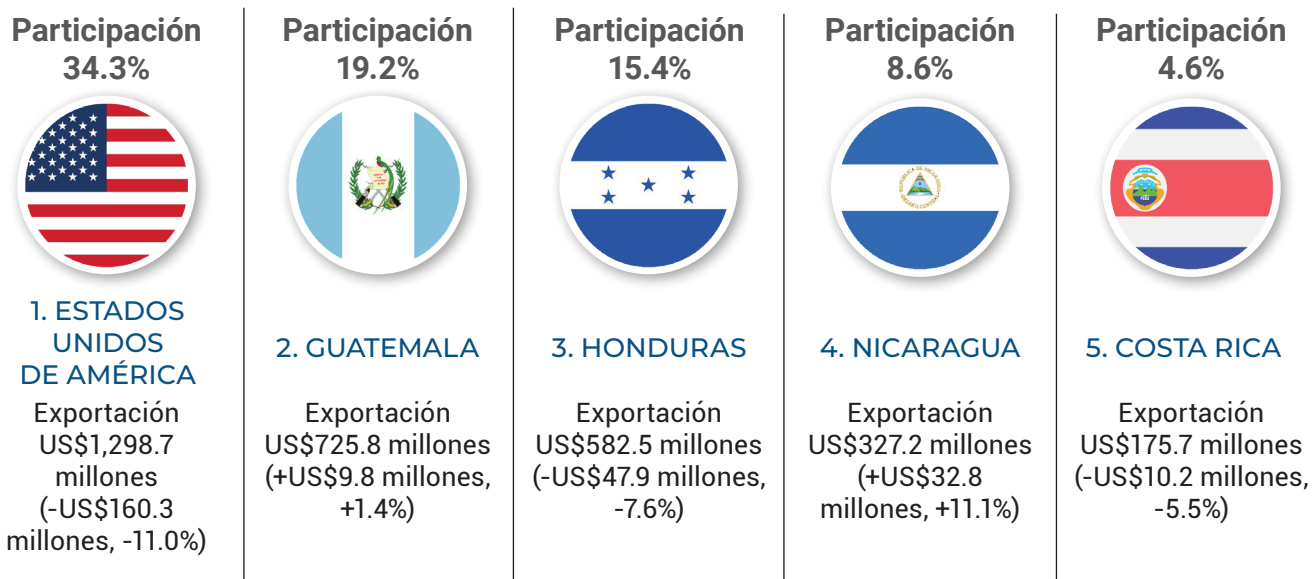 Participación
34.3%
1. ESTADOS
UNIDOS
DE AMÉRICA
Exportación
US$1,298.7
millones
(-US$160.3
millones, -11.0%)
Participación
19.2%
2. GUATEMALA
Exportación
US$725.8 millones
(+US$9.8 millones,
+1.4%)
Participación
15.4%
3. HONDURAS
Exportación
US$582.5 millones
(-US$47.9 millones,
-7.6%)
Participación
8.6%
4. NICARAGUA
Exportación
US$327.2 millones
(+US$32.8
millones, +11.1%)
Participación
4.6%
5. COSTA RICA
Exportación
US$175.7 millones
(-US$10.2 millones,
-5.5%)